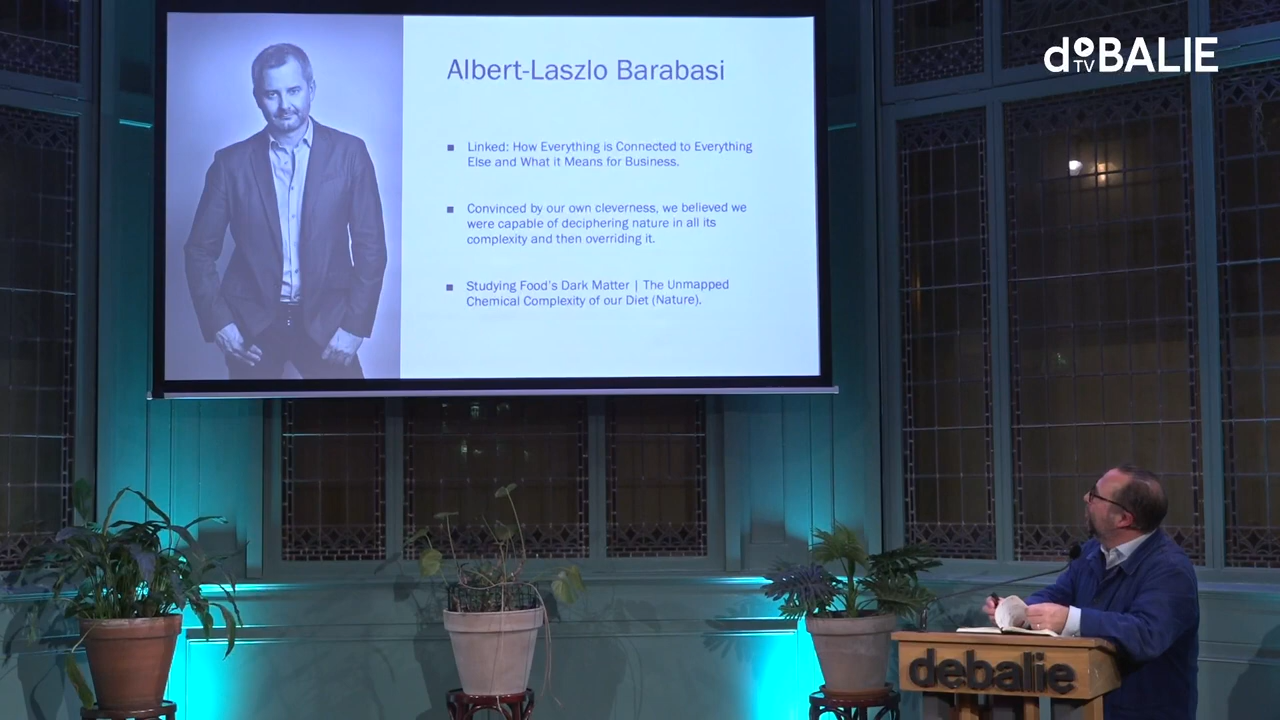 doBALIE
TV
Albert-Laszlo Barabasi
■ Linked: How Everything is Connected to Everything
Else and What it Means for Business.
■ Convinced by our own cleverness, we believed we
were capable of deciphering nature in all its
complexity and then overriding it.
■ Studying Food's Dark Matter | The Unmapped
Chemical Complexity of our Diet (Nature).
debalie